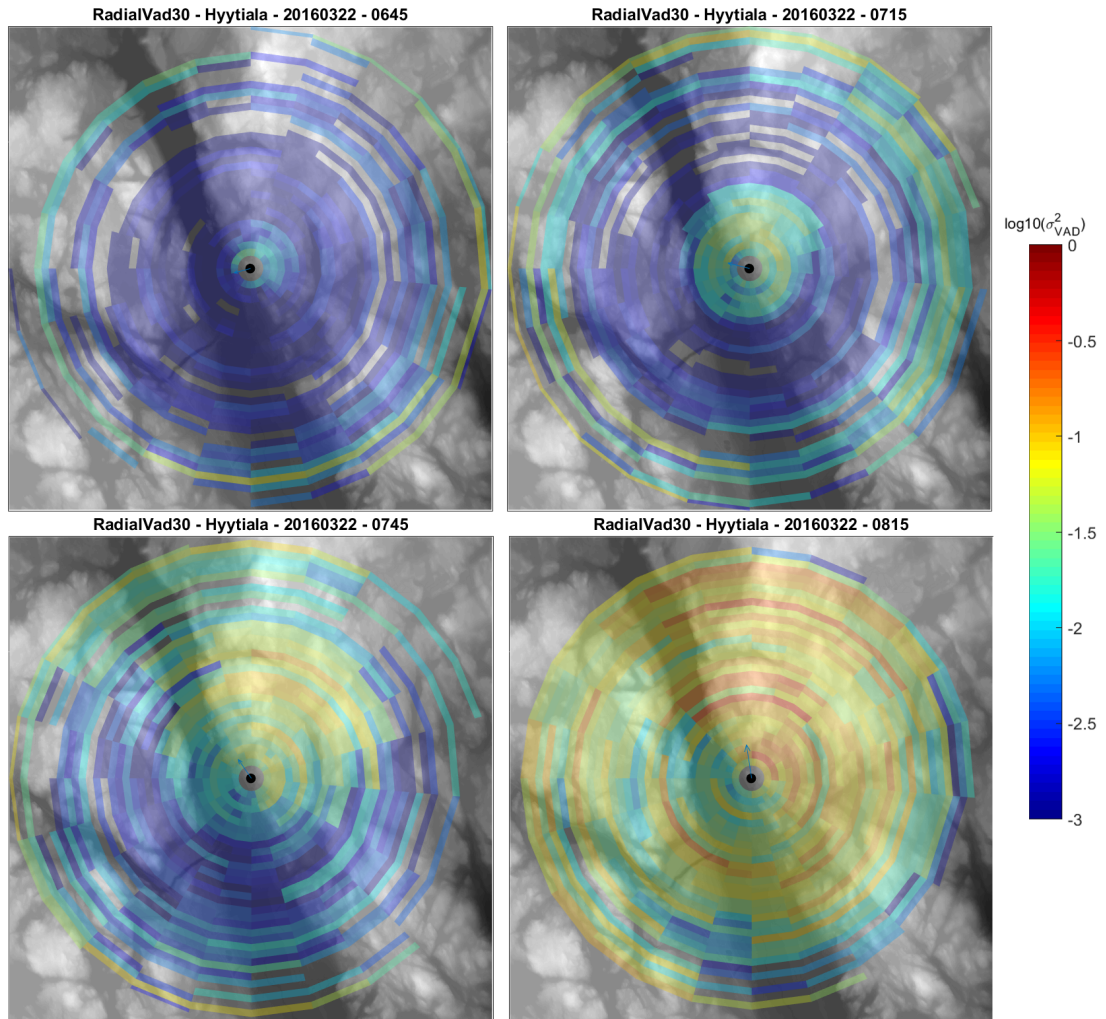 RadialVad30 - Hyytiala - 20160322 - 0645
RadialVad30 - Hyytiala - 20160322 - 0715
log10(σ²VAD)
0
-0.5
-1
-1.5
-2
-2.5
-3
RadialVad30 - Hyytiala - 20160322 - 0745
RadialVad30 - Hyytiala - 20160322 - 0815